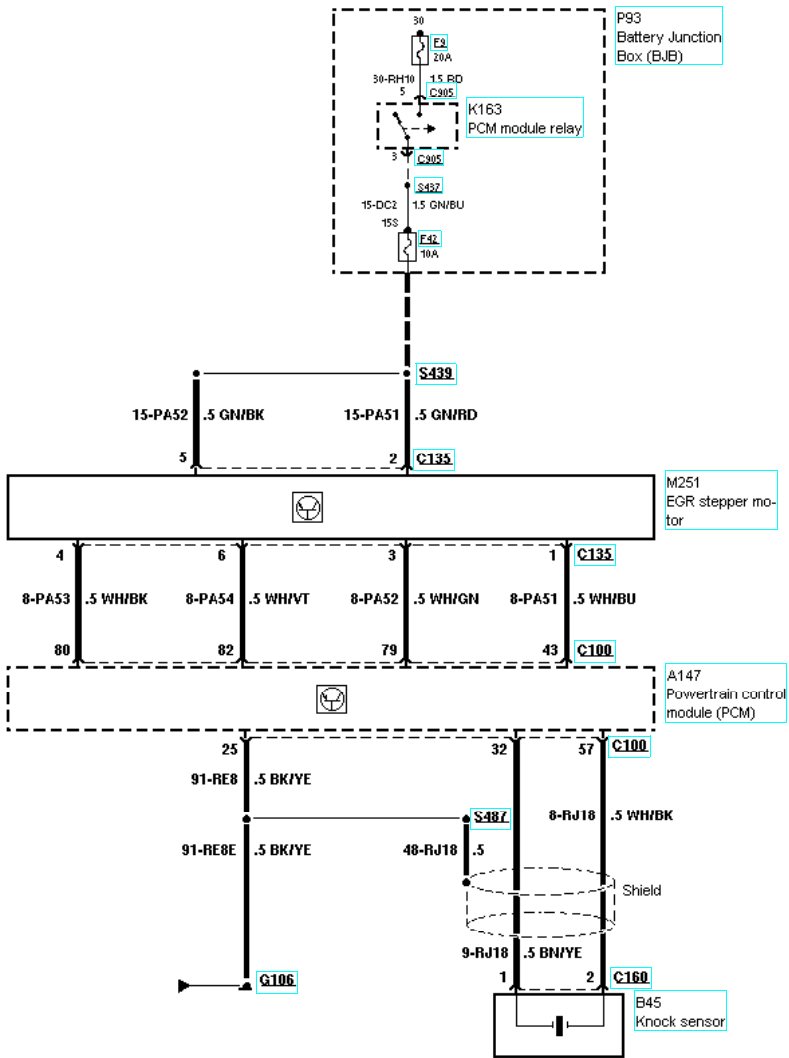 30
P93
Battery Junction
Box (BJB)
F9
20A
30-RH10 1.5 RD
5 C905
K163
PCM module relay
3 C905
S437
15-DC2 1.5 GN/BU
15S
F42
10A
S439
15-PA52 .5 GN/BK 15-PA51 .5 GN/RD
5 2 C135
M251
EGR stepper mo-
tor
4 6 3 1 C135
8-PA53 .5 WH/BK 8-PA54 .5 WH/VT 8-PA52 .5 WH/GN 8-PA51 .5 WH/BU
80 82 79 43 C100
A147
Powertrain control
module (PCM)
25 32 57 C100
91-RE8 .5 BK/YE
S487 8-RJ18 .5 WH/BK
91-RE8E .5 BK/YE 48-RJ18 .5
Shield
9-RJ18 .5 BN/YE
G106 1 2 C160
B45
Knock sensor